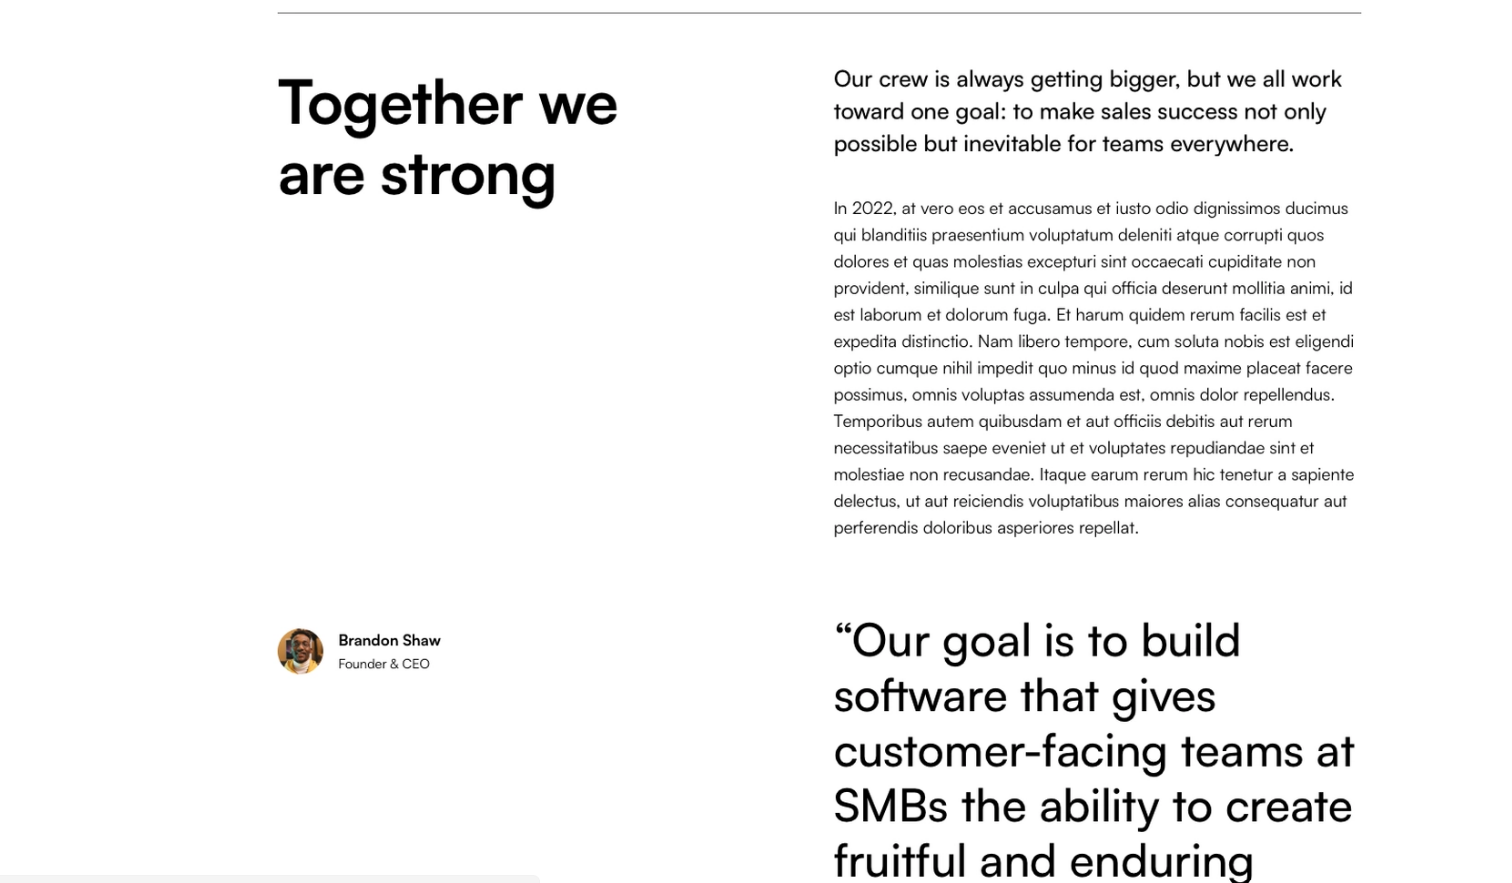 Together we
are strong
Our crew is always getting bigger, but we all work
toward one goal: to make sales success not only
possible but inevitable for teams everywhere.
In 2022, at vero eos et accusamus et iusto odio dignissimos ducimus
qui blanditiis praesentium voluptatum deleniti atque corrupti quos
dolores et quas molestias excepturi sint occaecati cupiditate non
provident, similique sunt in culpa qui officia deserunt mollitia animi, id
est laborum et dolorum fuga. Et harum quidem rerum facilis est et
expedita distinctio. Nam libero tempore, cum soluta nobis est eligendi
optio cumque nihil impedit quo minus id quod maxime placeat facere
possimus, omnis voluptas assumenda est, omnis dolor repellendus.
Temporibus autem quibusdam et aut officiis debitis aut rerum
necessitatibus saepe eveniet ut et voluptates repudiandae sint et
molestiae non recusandae. Itaque earum rerum hic tenetur a sapiente
delectus, ut aut reiciendis voluptatibus maiores alias consequatur aut
perferendis doloribus asperiores repellat.
Brandon Shaw
Founder & CEO
“Our goal is to build
software that gives
customer-facing teams at
SMBs the ability to create
fruitful and enduring